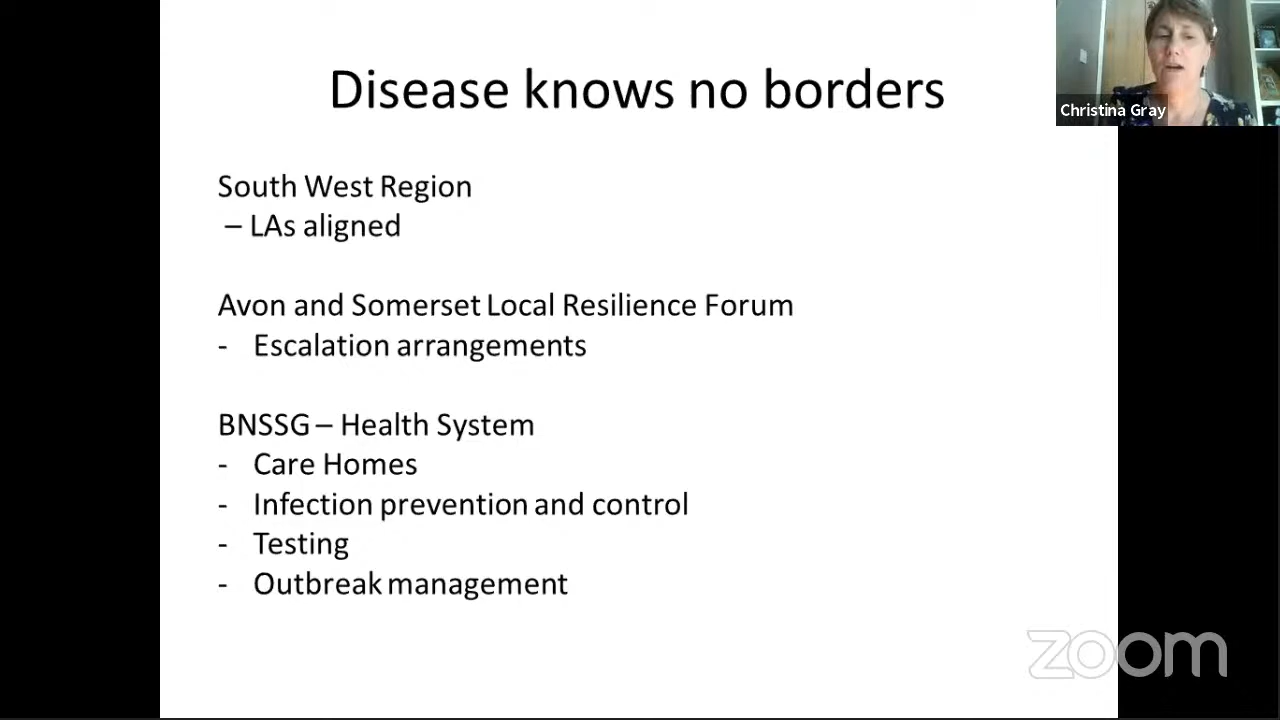 Disease knows no borders
Christina Gray
South West Region
– LAs aligned
Avon and Somerset Local Resilience Forum
- Escalation arrangements
BNSSG – Health System
- Care Homes
- Infection prevention and control
- Testing
- Outbreak management
zoom